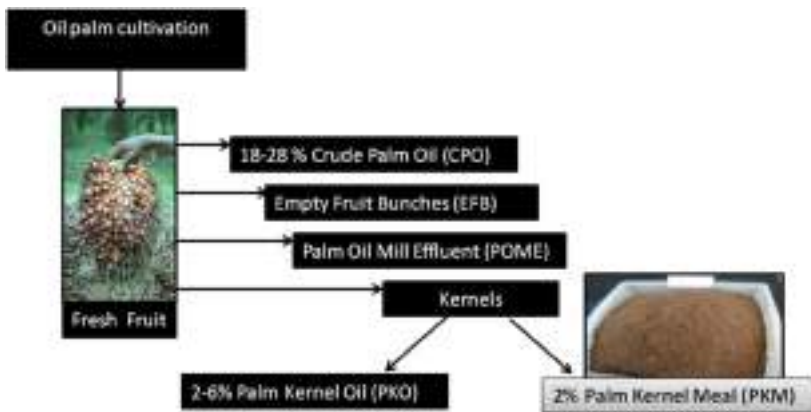 Oil palm cultivation
18-28 % Crude Palm Oil (CPO)
Empty Fruit Bunches (EFB)
Palm Oil Mill Effluent (POME)
Fresh Fruit
Kernels
2-6% Palm Kernel Oil (PKO)
2% Palm Kernel Meal (PKM)